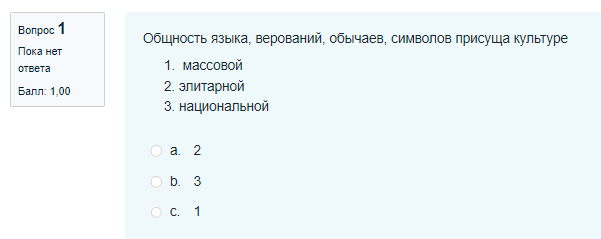 Вопрос 1
Пока нет
ответа
Балл: 1,00
Общность языка, верований, обычаев, символов присуща культуре
1. массовой
2. элитарной
3. национальной
a. 2
b. 3
c. 1